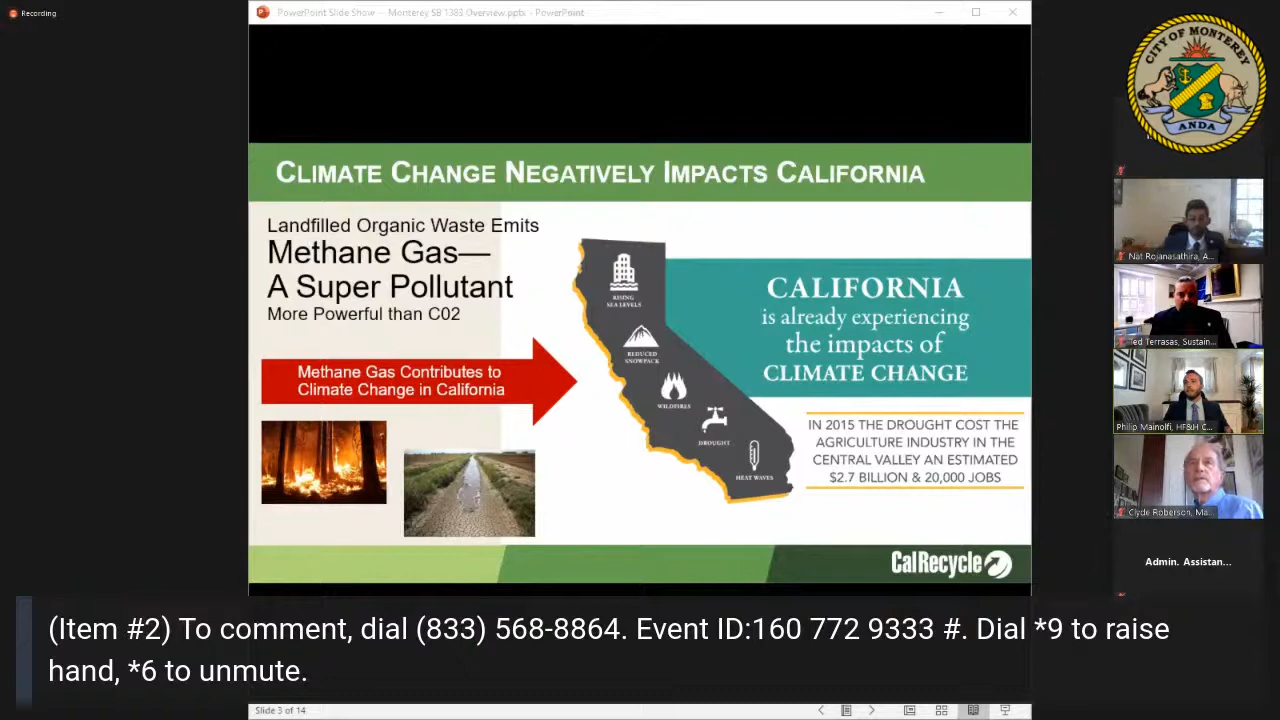 Recording
PowerPoint Slide Show - Monterey SB 1383 Overview.pptx - PowerPoint
CITY OF MONTEREY
ANDA
CLIMATE CHANGE NEGATIVELY IMPACTS CALIFORNIA
Landfilled Organic Waste Emits
Methane Gas—
A Super Pollutant
More Powerful than C02
Methane Gas Contributes to
Climate Change in California
RISING
SEA LEVELS
REDUCED
SNOWPACK
WILDFIRES
DROUGHT
HEAT WAVES
CALIFORNIA
is already experiencing
the impacts of
CLIMATE CHANGE
IN 2015 THE DROUGHT COST THE
AGRICULTURE INDUSTRY IN THE
CENTRAL VALLEY AN ESTIMATED
$2.7 BILLION & 20,000 JOBS
CalRecycle
Nat Rojanasathira, A...
Ted Terrasas, Sustain...
Philip Mainolfi, HF&H C...
Clyde Roberson, Ma...
Admin. Assistan...
(Item #2) To comment, dial (833) 568-8864. Event ID:160 772 9333 #. Dial *9 to raise
hand, *6 to unmute.
Slide 3 of 14